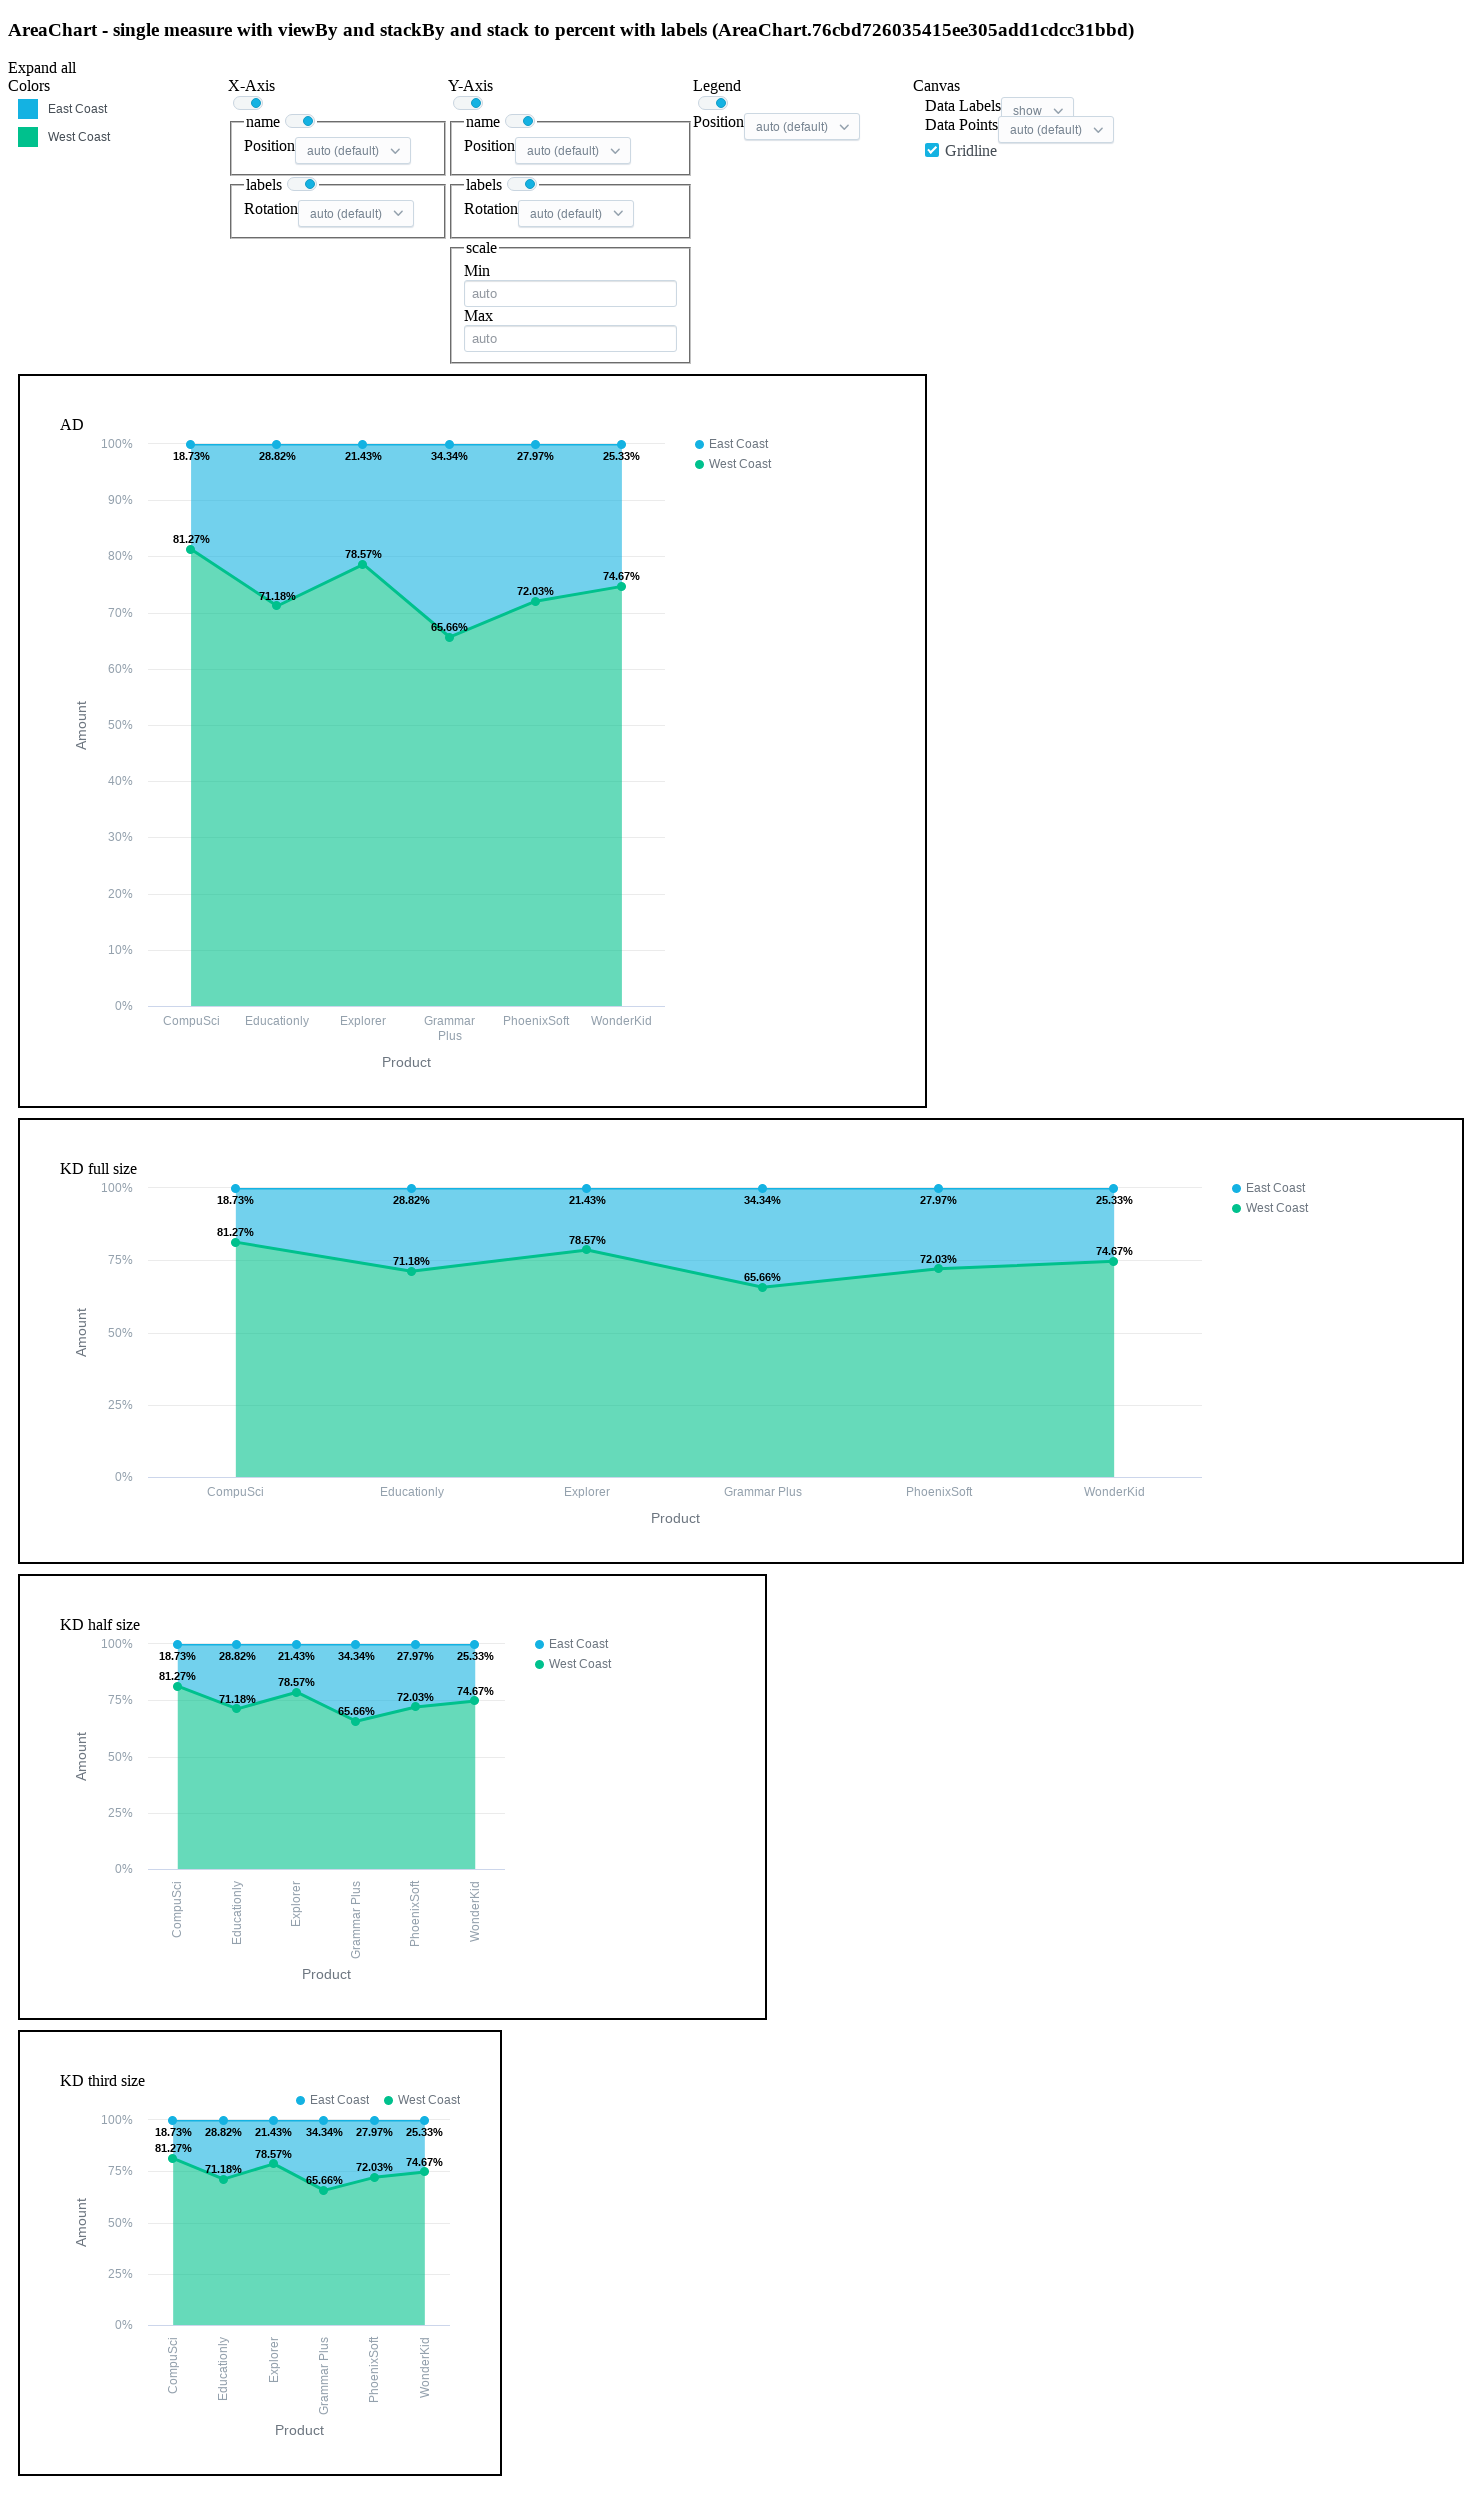 AreaChart - single measure with viewBy and stackBy and stack to percent with labels (AreaChart.76cbd726035415ee305add1cdcc31bbd)
Expand all
Colors
East Coast
West Coast
X-Axis
name
Position auto (default)
labels
Rotation auto (default)
Y-Axis
name
Position auto (default)
labels
Rotation auto (default)
scale
Min
auto
Max
auto
Legend
Position auto (default)
Canvas
Data Labels show
Data Points auto (default)
Gridline
AD
100%
90%
80%
70%
60%
50%
40%
30%
20%
10%
0%
Amount
18.73% 28.82% 21.43% 34.34% 27.97% 25.33%
81.27% 71.18% 78.57% 65.66% 72.03% 74.67%
CompuSci Educationly Explorer Grammar Plus PhoenixSoft WonderKid
Product
East Coast
West Coast
KD full size
100%
75%
50%
25%
0%
Amount
18.73% 28.82% 21.43% 34.34% 27.97% 25.33%
81.27% 71.18% 78.57% 65.66% 72.03% 74.67%
CompuSci Educationly Explorer Grammar Plus PhoenixSoft WonderKid
Product
East Coast
West Coast
KD half size
100%
75%
50%
25%
0%
Amount
18.73% 28.82% 21.43% 34.34% 27.97% 25.33%
81.27% 71.18% 78.57% 65.66% 72.03% 74.67%
CompuSci Educationly Explorer Grammar Plus PhoenixSoft WonderKid
Product
East Coast
West Coast
KD third size
East Coast West Coast
100%
75%
50%
25%
0%
Amount
18.73% 28.82% 21.43% 34.34% 27.97% 25.33%
81.27% 71.18% 78.57% 65.66% 72.03% 74.67%
CompuSci Educationly Explorer Grammar Plus PhoenixSoft WonderKid
Product